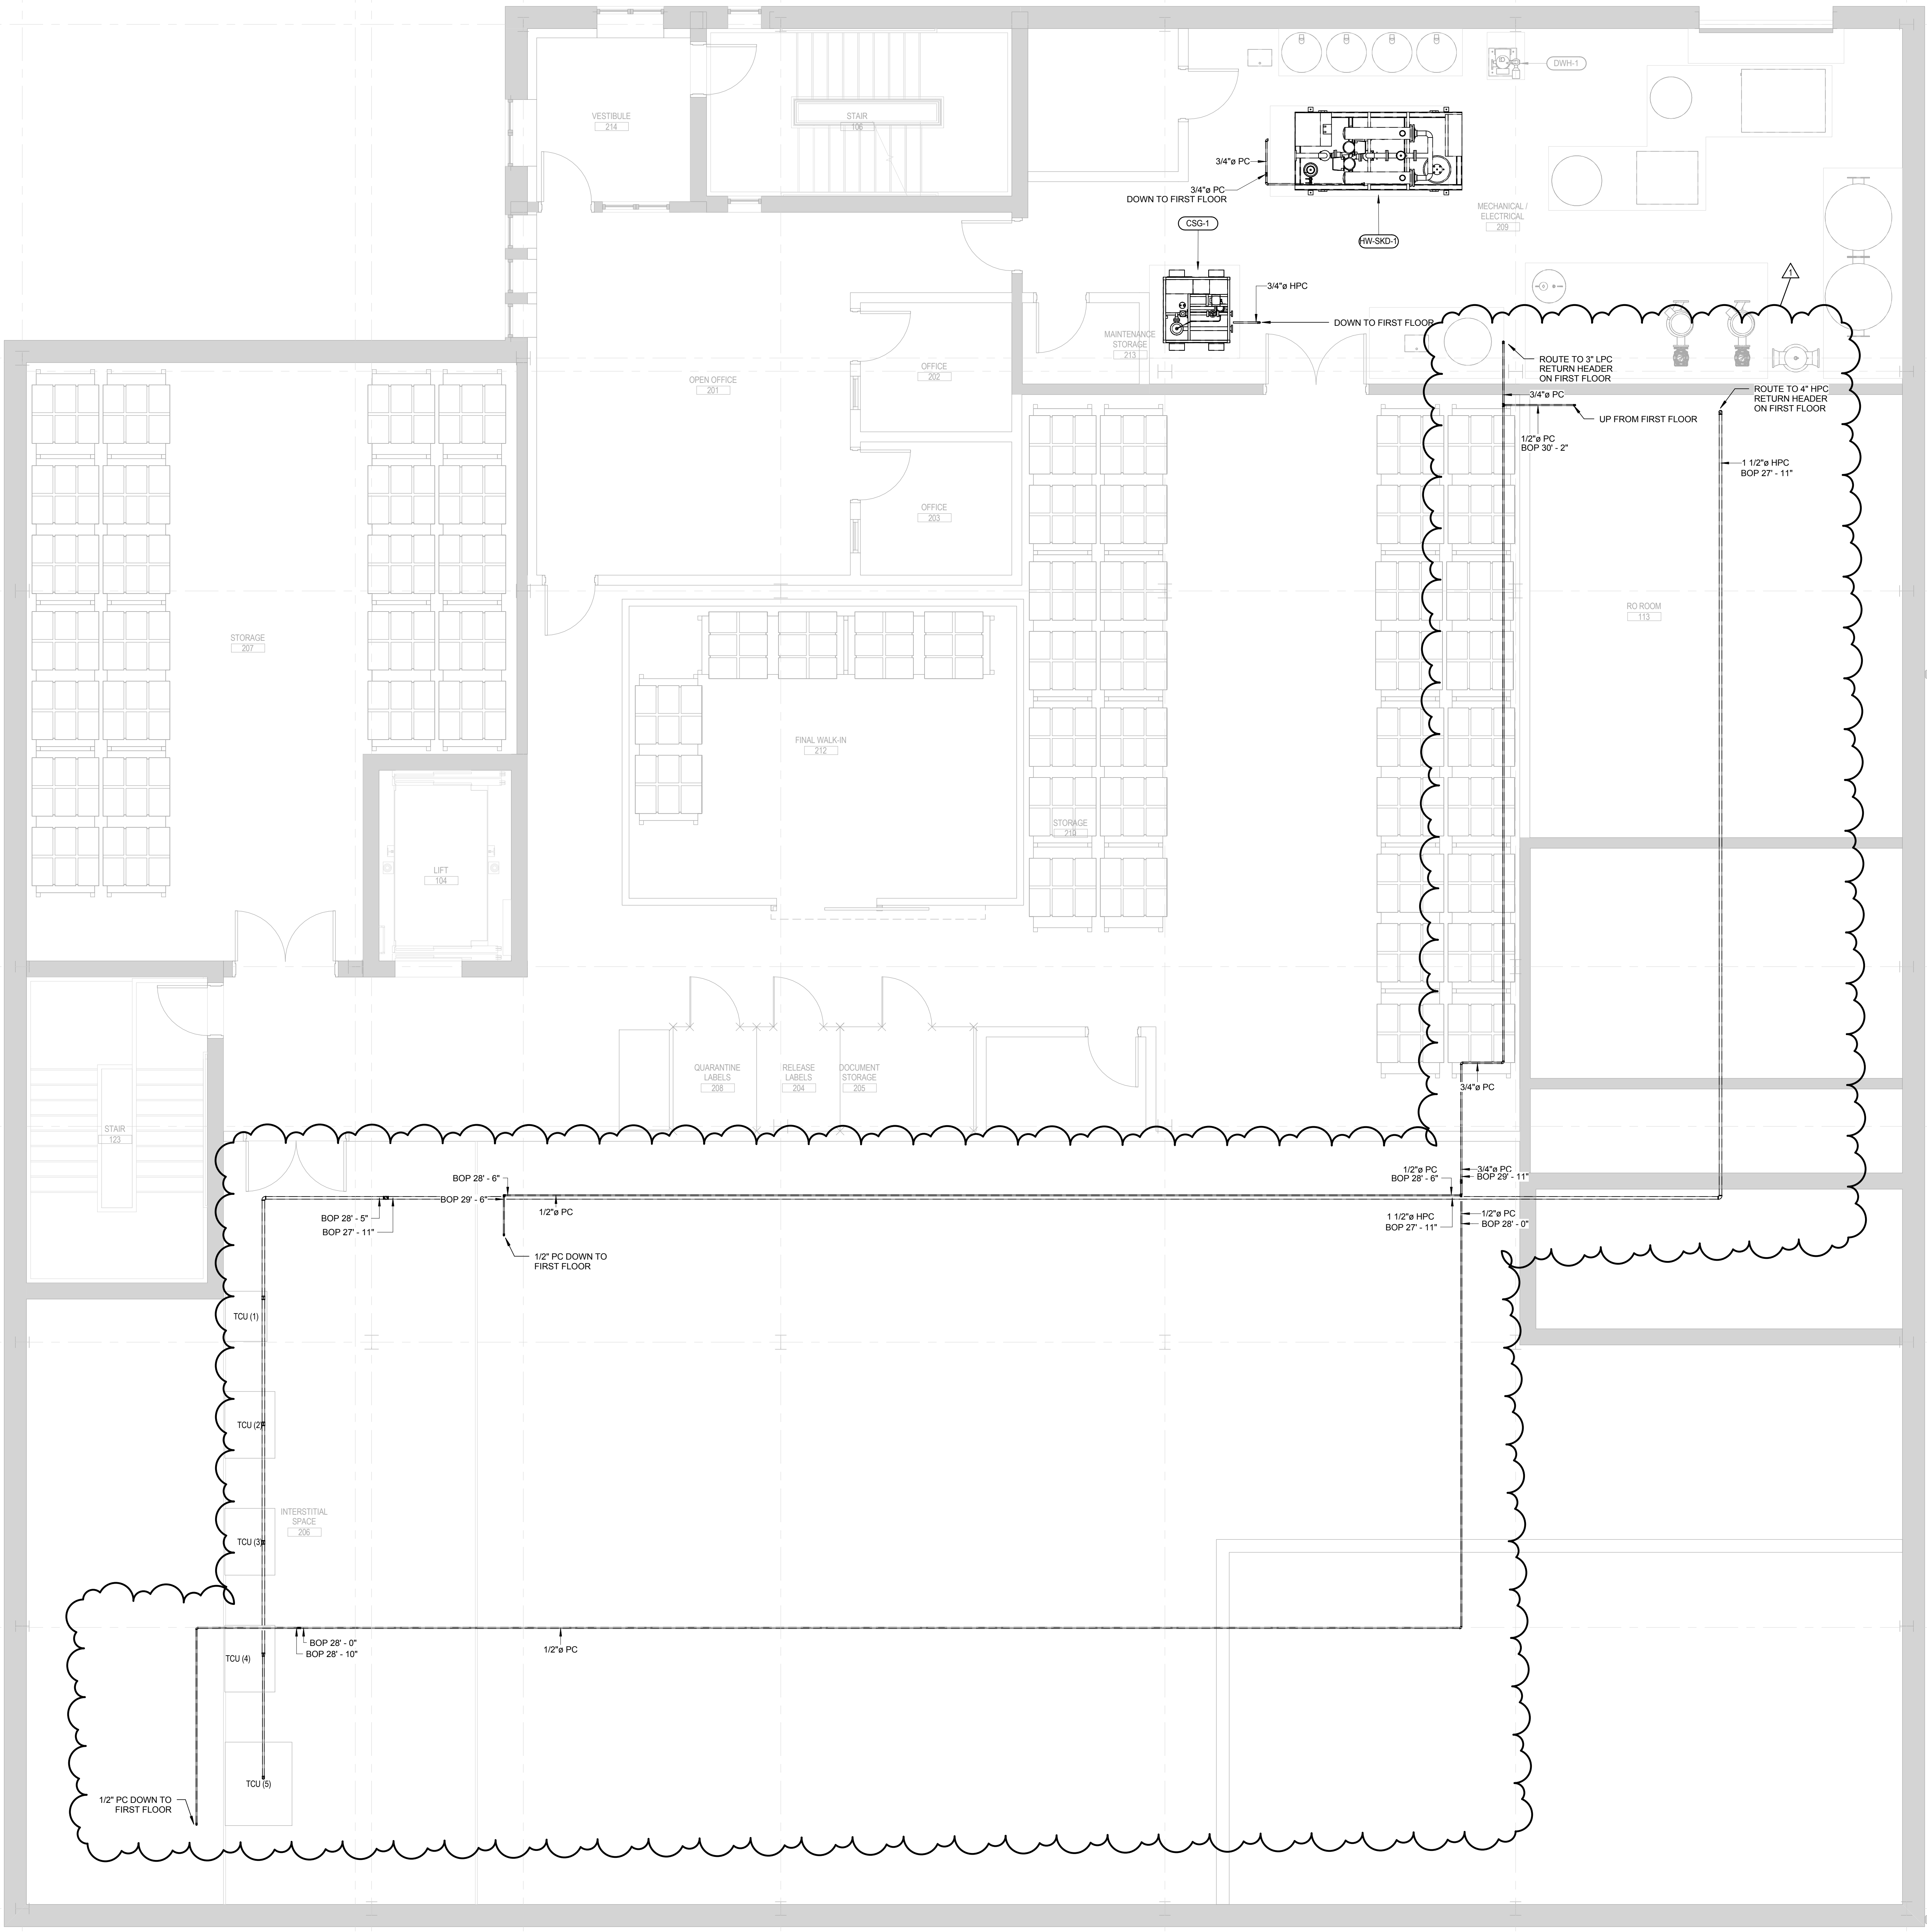 VESTIBULE
214
STAIR
106
DWH-1
3/4"ø PC
3/4"ø PC
DOWN TO FIRST FLOOR
MECHANICAL /
ELECTRICAL
209
CSG-1
HW-SKD-1
1
3/4"ø HPC
DOWN TO FIRST FLOOR
MAINTENANCE
STORAGE
213
ROUTE TO 3" LPC
RETURN HEADER
ON FIRST FLOOR
OPEN OFFICE
201
OFFICE
202
3/4"ø PC
ROUTE TO 4" HPC
RETURN HEADER
ON FIRST FLOOR
UP FROM FIRST FLOOR
1/2"ø PC
BOP 30' - 2"
1 1/2"ø HPC
BOP 27' - 11"
OFFICE
203
STORAGE
207
RO ROOM
113
FINAL WALK-IN
212
STORAGE
210
LIFT
104
QUARANTINE
LABELS
208
RELEASE
LABELS
204
DOCUMENT
STORAGE
205
3/4"ø PC
STAIR
123
BOP 28' - 6"
BOP 29' - 6"
1/2"ø PC
BOP 28' - 5"
BOP 27' - 11"
1/2"ø PC
BOP 28' - 6"
3/4"ø PC
BOP 29' - 11"
1 1/2"ø HPC
BOP 27' - 11"
1/2"ø PC
BOP 28' - 0"
1/2" PC DOWN TO
FIRST FLOOR
TCU (1)
TCU (2)
INTERSTITIAL
SPACE
206
TCU (3)
BOP 28' - 0"
BOP 28' - 10"
1/2"ø PC
TCU (4)
TCU (5)
1/2" PC DOWN TO
FIRST FLOOR